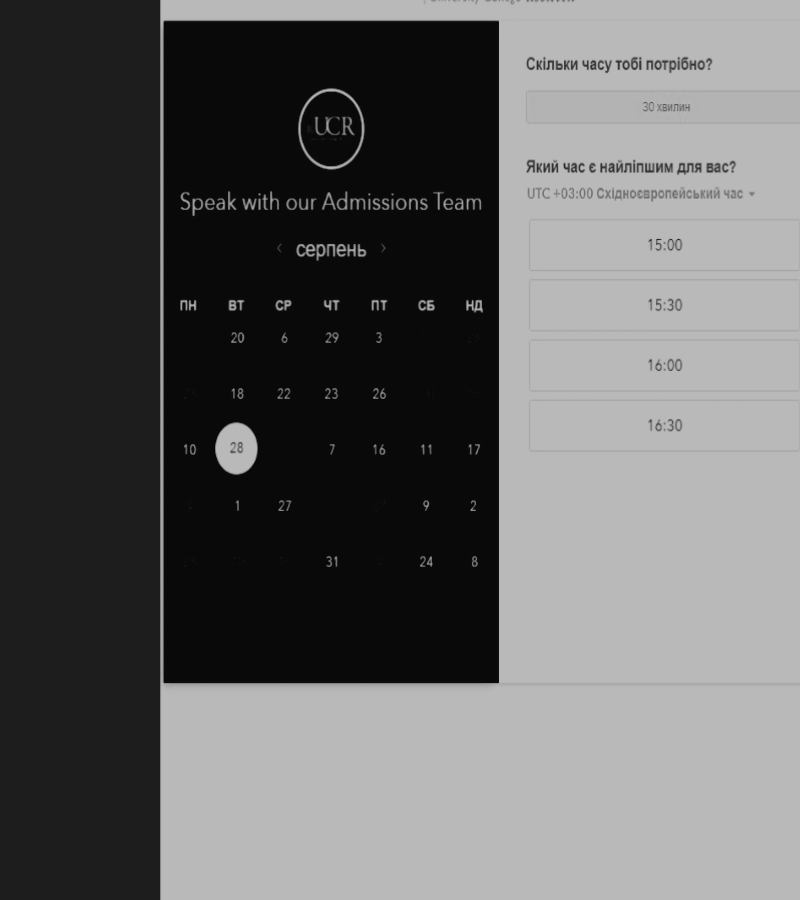 UCR
Speak with our Admissions Team
‹ серпень ›
ПН ВТ СР ЧТ ПТ СБ НД
20 6 29 3
18 22 23 26
10 28 7 16 11 17
1 27 9 2
31 24 8
Скільки часу тобі потрібно?
30 хвилин
Який час є найліпшим для вас?
UTC +03:00 Східноєвропейський час
15:00
15:30
16:00
16:30